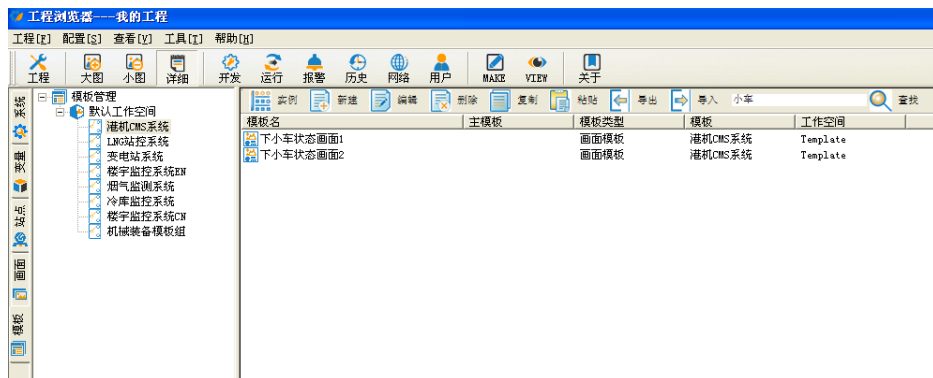 工程浏览器---我的工程
工程[F] 配置[S] 查看[V] 工具[T] 帮助[H]
工程 大图 小图 详细 开发 运行 报警 历史 网络 用户 MAKE VIEW 关于
系统
变量
站点
画面
模板
模板管理
默认工作空间
港机CMS系统
LNG站控系统
变电站系统
楼宇监控系统EN
烟气监测系统
冷库监控系统
楼宇监控系统CN
机械装备模板组
实例 新建 编辑 删除 复制 粘贴 导出 导入 小车 查找
模板名 主模板 模板类型 模板 工作空间
下小车状态画面1 画面模板 港机CMS系统 Template
下小车状态画面2 画面模板 港机CMS系统 Template